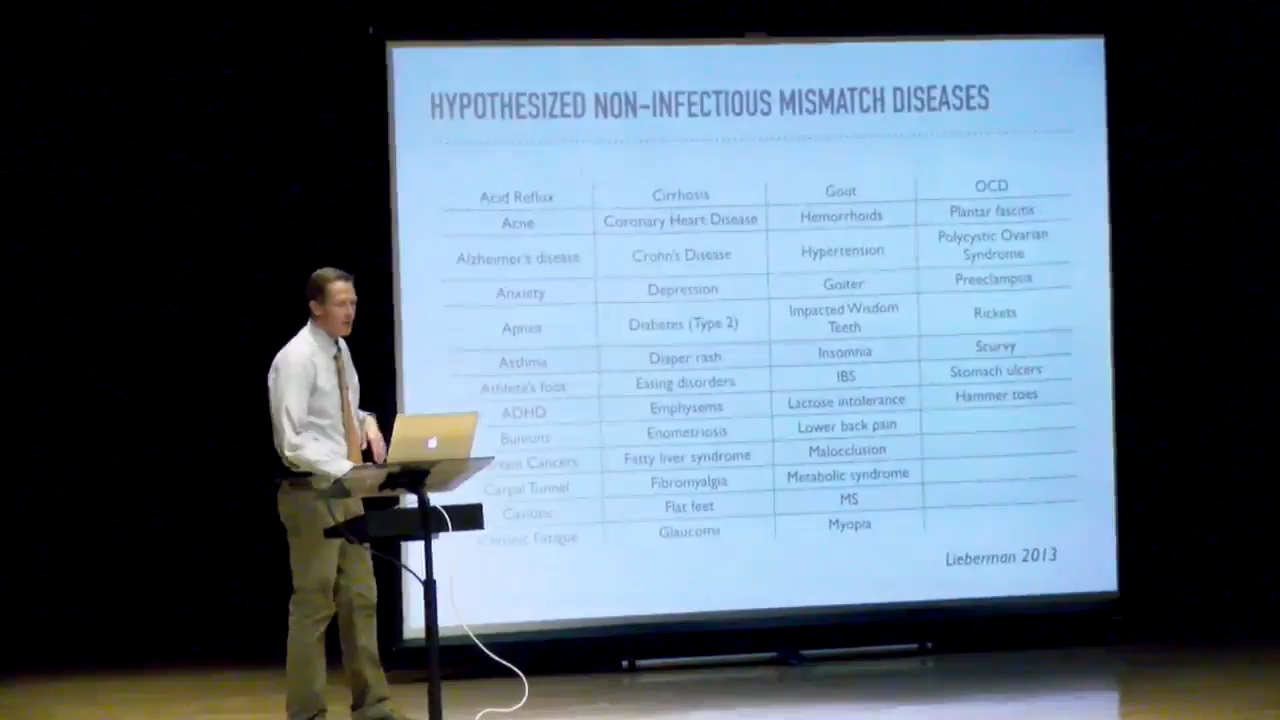 HYPOTHESIZED NON-INFECTIOUS MISMATCH DISEASES
Acid Reflux
Acne
Alzheimer's disease
Anxiety
Apnea
Asthma
Athlete's foot
ADHD
Bunions
Cancers
Carpal Tunnel
Cavities
Chronic Fatigue
Cirrhosis
Coronary Heart Disease
Crohn's Disease
Depression
Diabetes (Type 2)
Diaper rash
Eating disorders
Emphysema
Enometriosis
Fatty liver syndrome
Fibromyalgia
Flat feet
Glaucoma
Gout
Hemorrhoids
Hypertension
Goiter
Impacted Wisdom
Teeth
Insomnia
IBS
Lactose intolerance
Lower back pain
Malocclusion
Metabolic syndrome
MS
Myopia
OCD
Plantar fascitis
Polycystic Ovarian
Syndrome
Preeclampsia
Rickets
Scurvy
Stomach ulcers
Hammer toes
Lieberman 2013